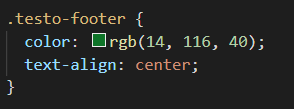 .testo-footer {
  color: rgb(14, 116, 40);
  text-align: center;
}